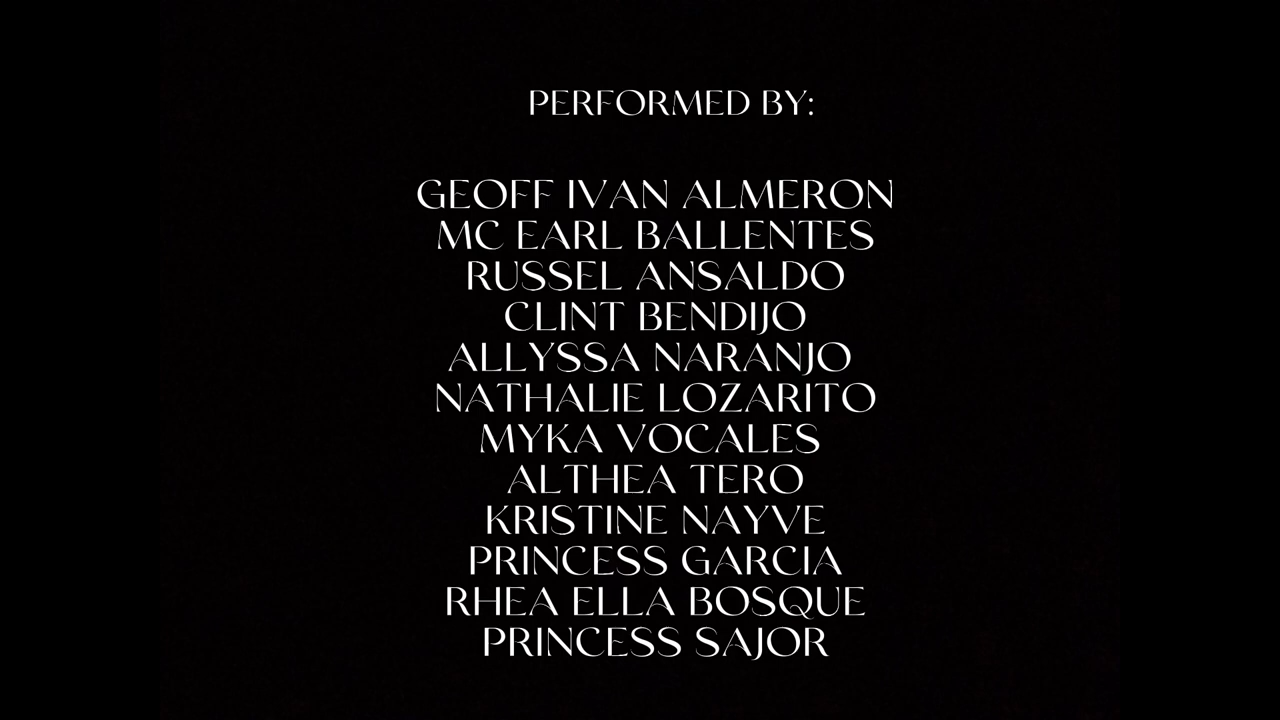 PERFORMED BY:
GEOFF IVAN ALMERON
MC EARL BALLENTES
RUSSEL ANSALDO
CLINT BENDIJO
ALLYSSA NARANJO
NATHALIE LOZARITO
MYKA VOCALES
ALTHEA TERO
KRISTINE NAYVE
PRINCESS GARCIA
RHEA ELLA BOSQUE
PRINCESS SAJOR